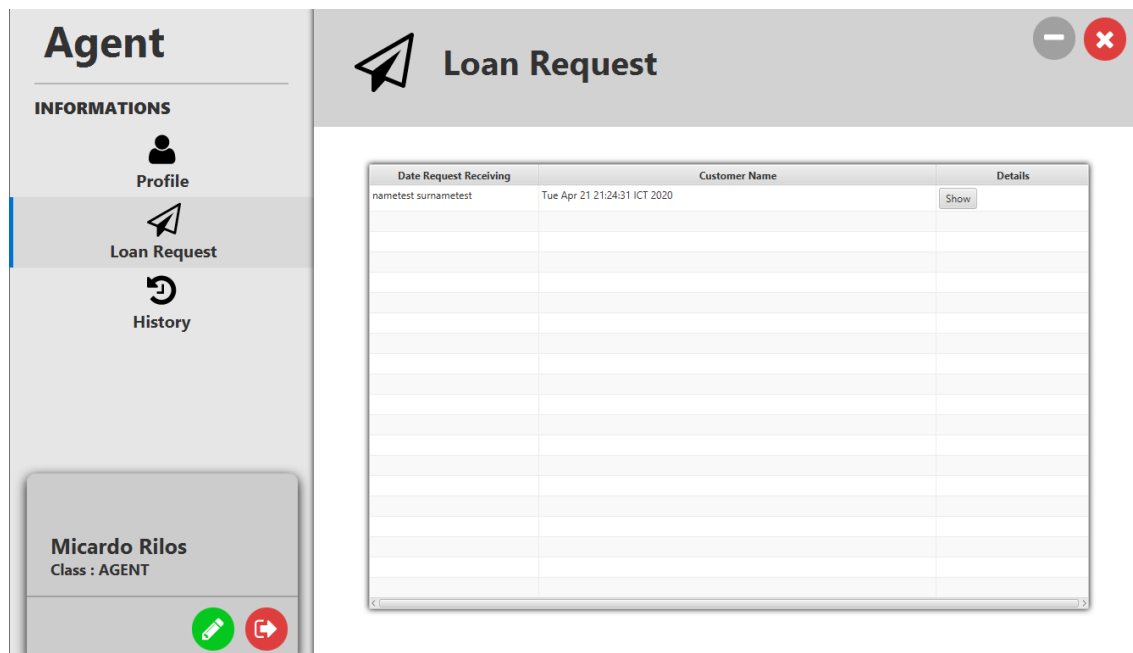 Agent
INFORMATIONS
Profile
Loan Request
History
Micardo Rilos
Class : AGENT
Loan Request
Date Request Receiving Customer Name Details
nametest surnametest Tue Apr 21 21:24:31 ICT 2020 Show